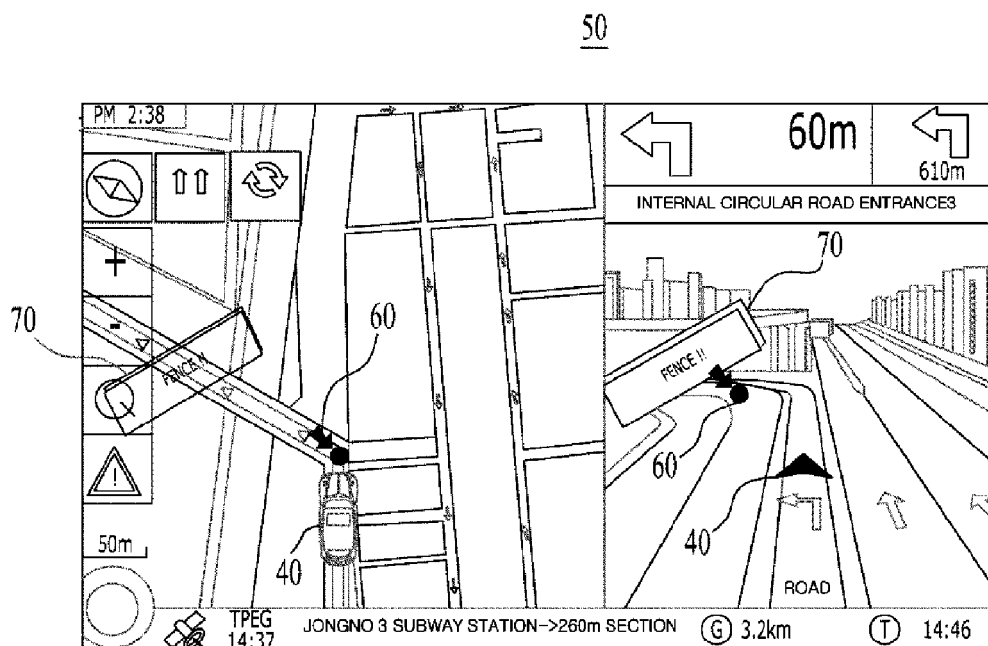 50
PM 2:38
60m
610m
INTERNAL CIRCULAR ROAD ENTRANCE3
+
-
70
FENCE !!
60
40
50m
70
FENCE !!
60
40
ROAD
TPEG
14:37
JONGNO 3 SUBWAY STATION->260m SECTION
G 3.2km
T 14:46